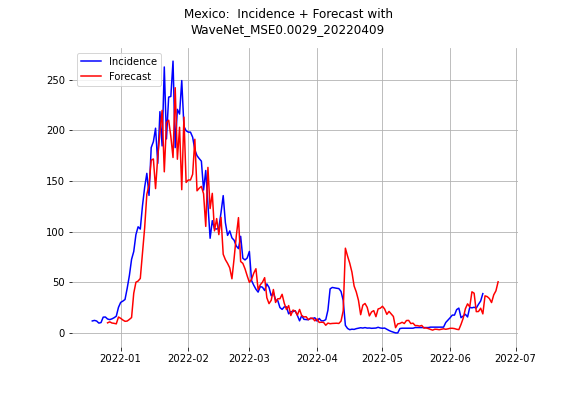 Mexico:  Incidence + Forecast with
WaveNet_MSE0.0029_20220409
Incidence
Forecast
250
200
150
100
50
0
2022-01 2022-02 2022-03 2022-04 2022-05 2022-06 2022-07